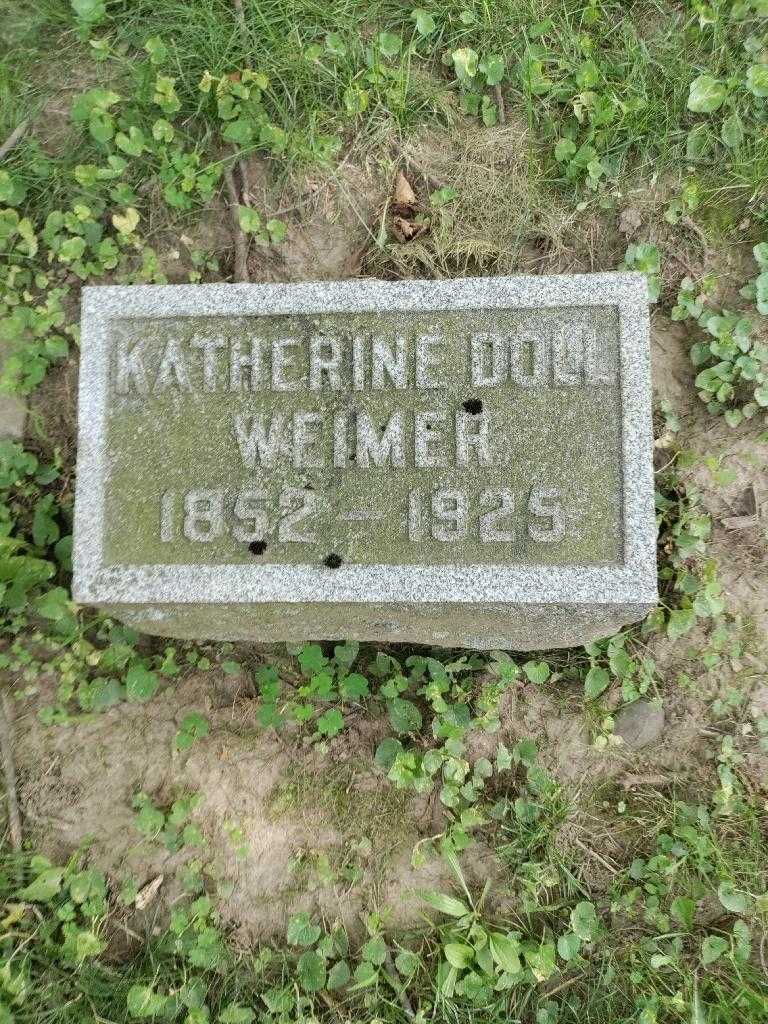 KATHERINE DOLL
WEIMER
1852 - 1925